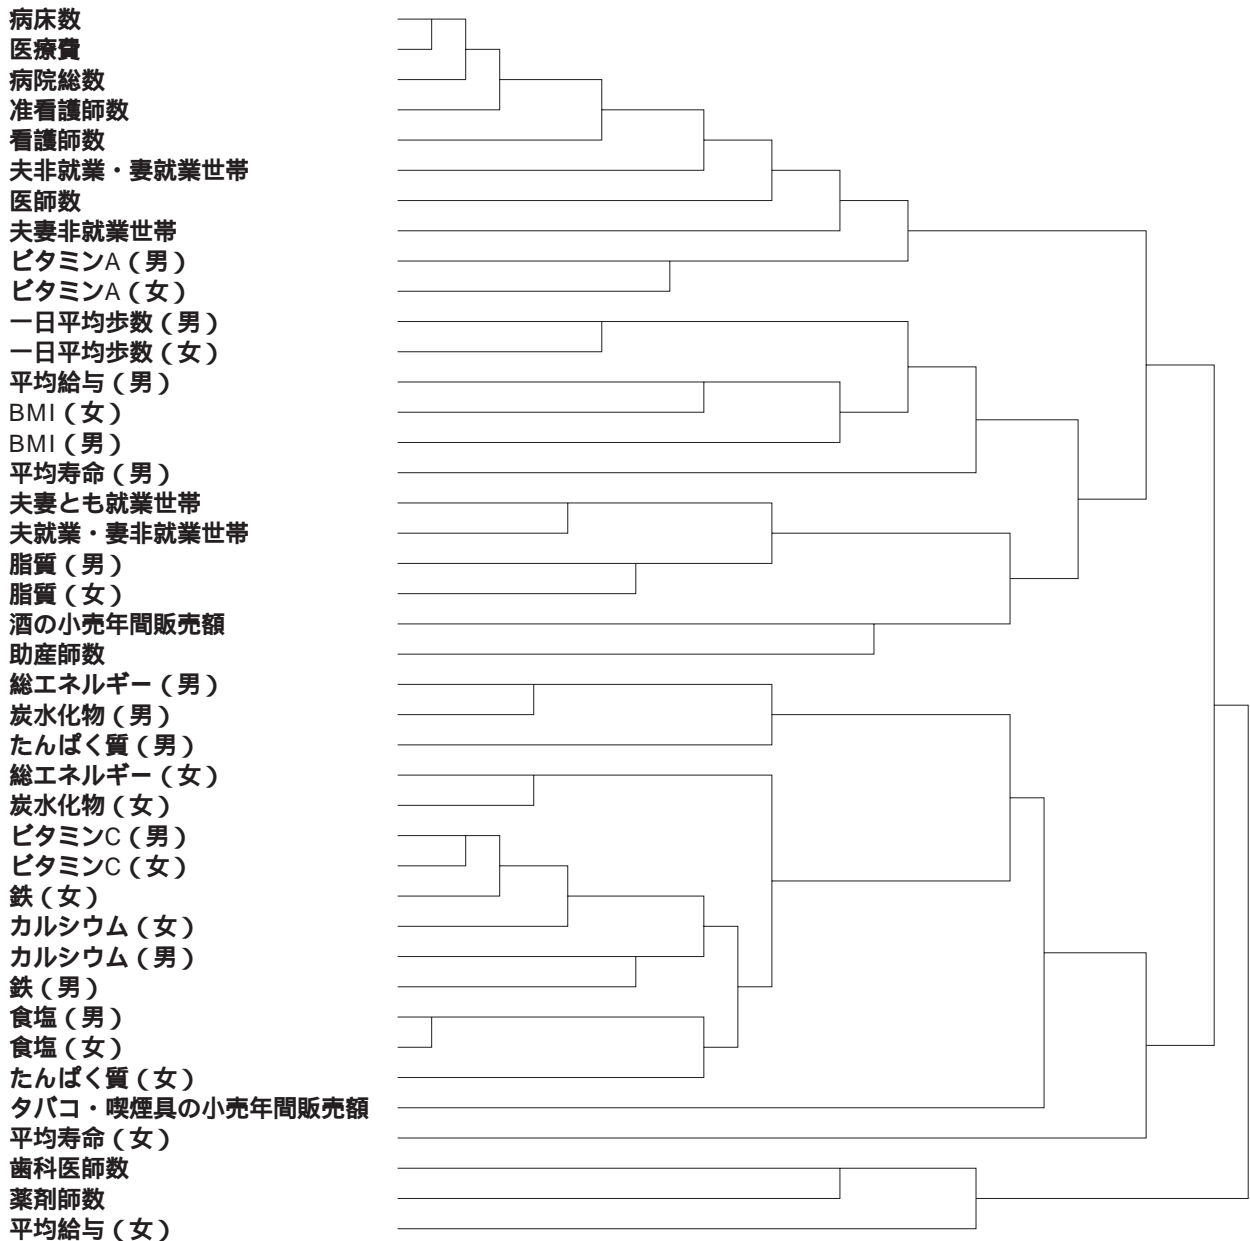 病床数
医療費
病院総数
准看護師数
看護師数
夫非就業・妻就業世帯
医師数
夫妻非就業世帯
ビタミンA(男)
ビタミンA(女)
一日平均歩数(男)
一日平均歩数(女)
平均給与(男)
BMI(女)
BMI(男)
平均寿命(男)
夫妻とも就業世帯
夫就業・妻非就業世帯
脂質(男)
脂質(女)
酒の小売年間販売額
助産師数
総エネルギー(男)
炭水化物(男)
たんぱく質(男)
総エネルギー(女)
炭水化物(女)
ビタミンC(男)
ビタミンC(女)
鉄(女)
カルシウム(女)
カルシウム(男)
鉄(男)
食塩(男)
食塩(女)
たんぱく質(女)
タバコ・喫煙具の小売年間販売額
平均寿命(女)
歯科医師数
薬剤師数
平均給与(女)